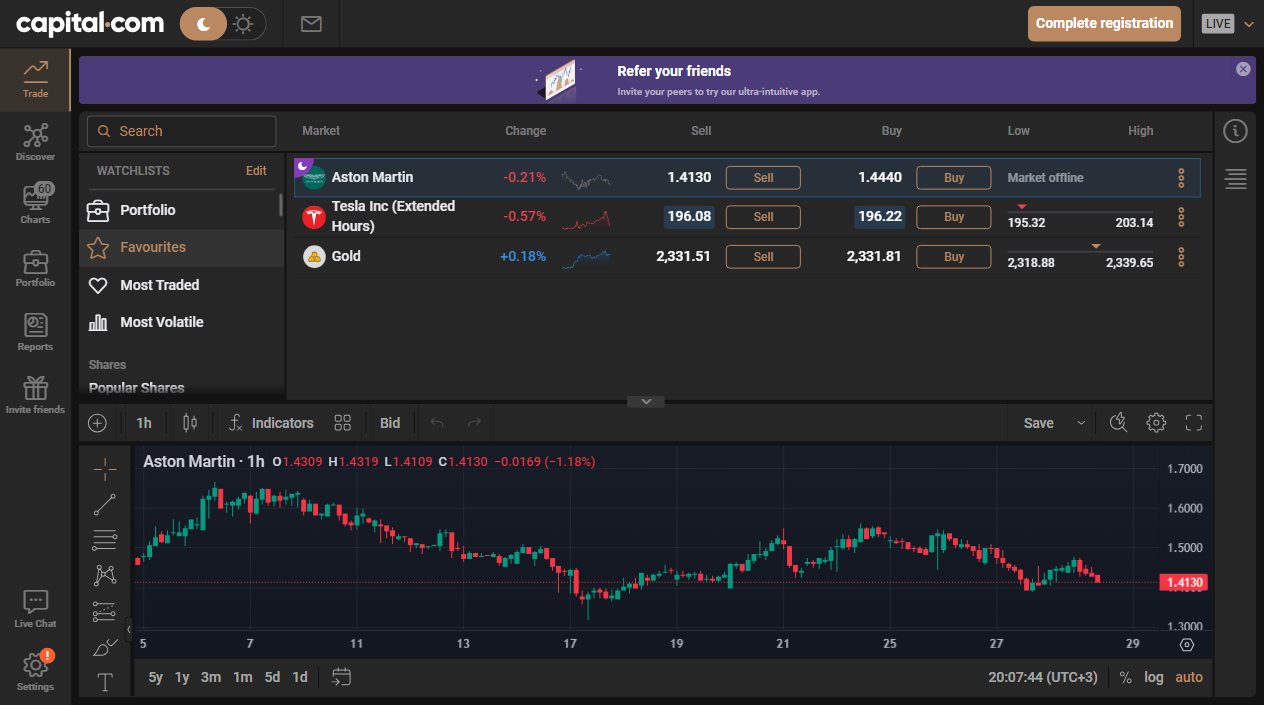 capital.com
Complete registration
LIVE
Trade
Discover
60
Charts
Portfolio
Reports
Invite friends
Live Chat
!
Settings
Refer your friends
Invite your peers to try our ultra-intuitive app.
Search
WATCHLISTS Edit
Portfolio
Favourites
Most Traded
Most Volatile
Shares
Popular Shares
Market Change Sell Buy Low High
Aston Martin -0.21% 1.4130 Sell 1.4440 Buy Market offline
Tesla Inc (Extended
Hours) -0.57% 196.08 Sell 196.22 Buy 195.32 203.14
Gold +0.18% 2,331.51 Sell 2,331.81 Buy 2,318.88 2,339.65
1h Indicators Bid Save
Aston Martin · 1h O1.4309 H1.4319 L1.4109 C1.4130 −0.0169 (−1.18%)
1.7000
1.6000
1.5000
1.4130
1.3000
5 7 11 13 17 19 21 25 27 29
T
5y 1y 3m 1m 5d 1d 20:07:44 (UTC+3) % log auto